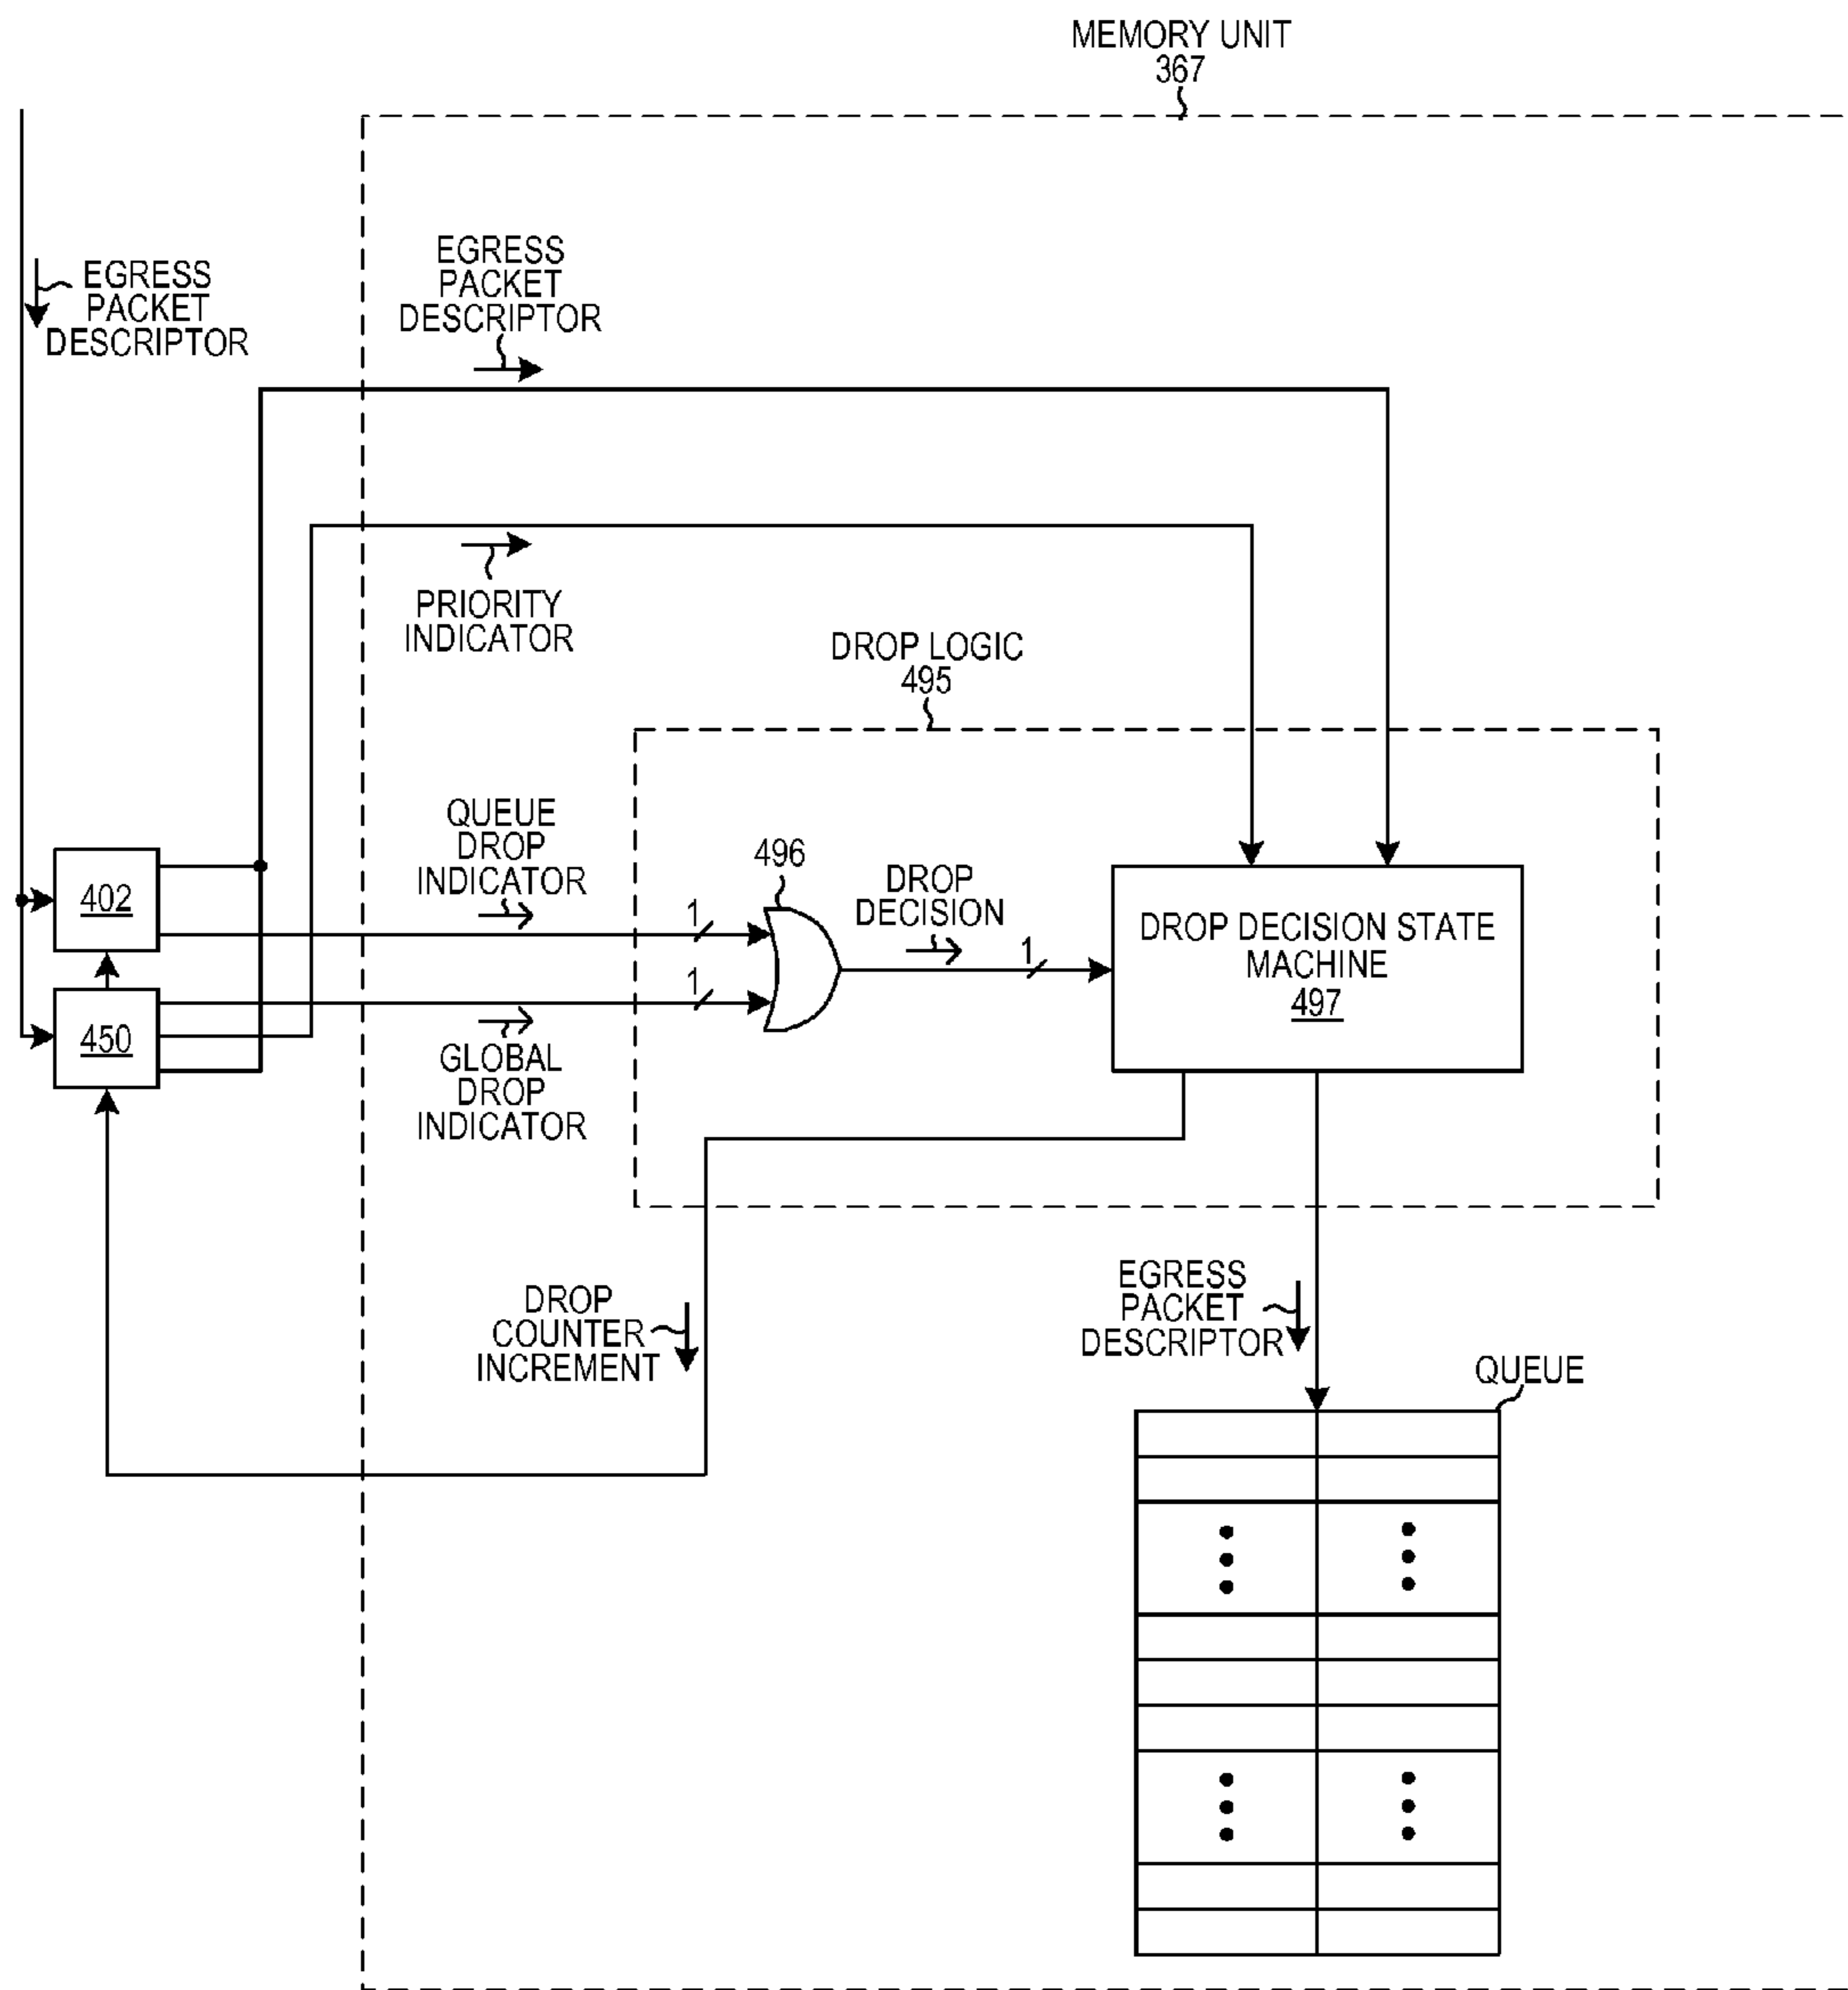 MEMORY UNIT
367
EGRESS
PACKET
DESCRIPTOR
EGRESS
PACKET
DESCRIPTOR
PRIORITY
INDICATOR
DROP LOGIC
495
QUEUE
DROP
INDICATOR
496
DROP
DECISION
402
1
1
1
DROP DECISION STATE
MACHINE
497
450
GLOBAL
DROP
INDICATOR
DROP
COUNTER
INCREMENT
EGRESS
PACKET
DESCRIPTOR
QUEUE